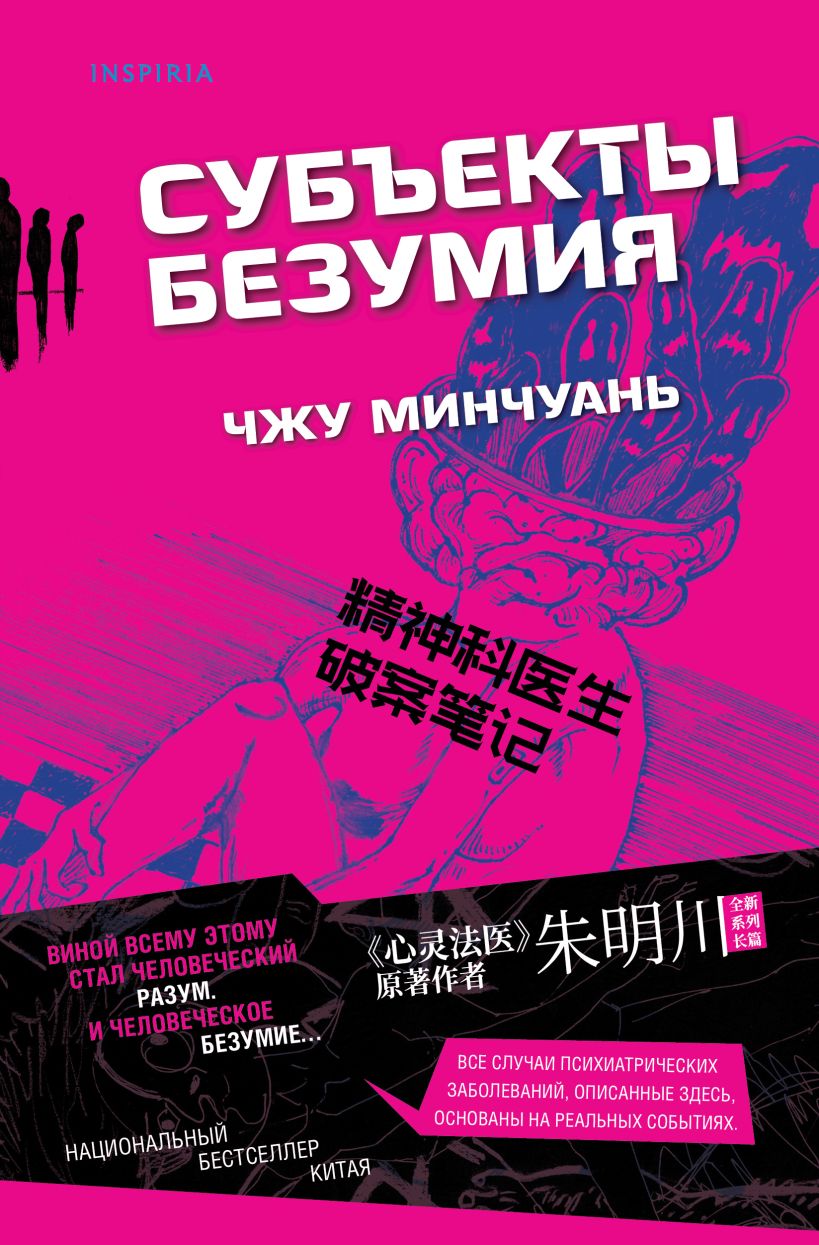 INSPIRIA
СУБЪЕКТЫ
БЕЗУМИЯ
ЧЖУ МИНЧУАНЬ
精神科医生
破案笔记
ВИНОЙ ВСЕМУ ЭТОМУ
СТАЛ ЧЕЛОВЕЧЕСКИЙ
РАЗУМ.
И ЧЕЛОВЕЧЕСКОЕ
БЕЗУМИЕ...
《心灵法医》
原著作者
朱明川
全新
系列
长篇
ВСЕ СЛУЧАИ ПСИХИАТРИЧЕСКИХ
ЗАБОЛЕВАНИЙ, ОПИСАННЫЕ ЗДЕСЬ,
ОСНОВАНЫ НА РЕАЛЬНЫХ СОБЫТИЯХ.
НАЦИОНАЛЬНЫЙ
БЕСТСЕЛЛЕР
КИТАЯ